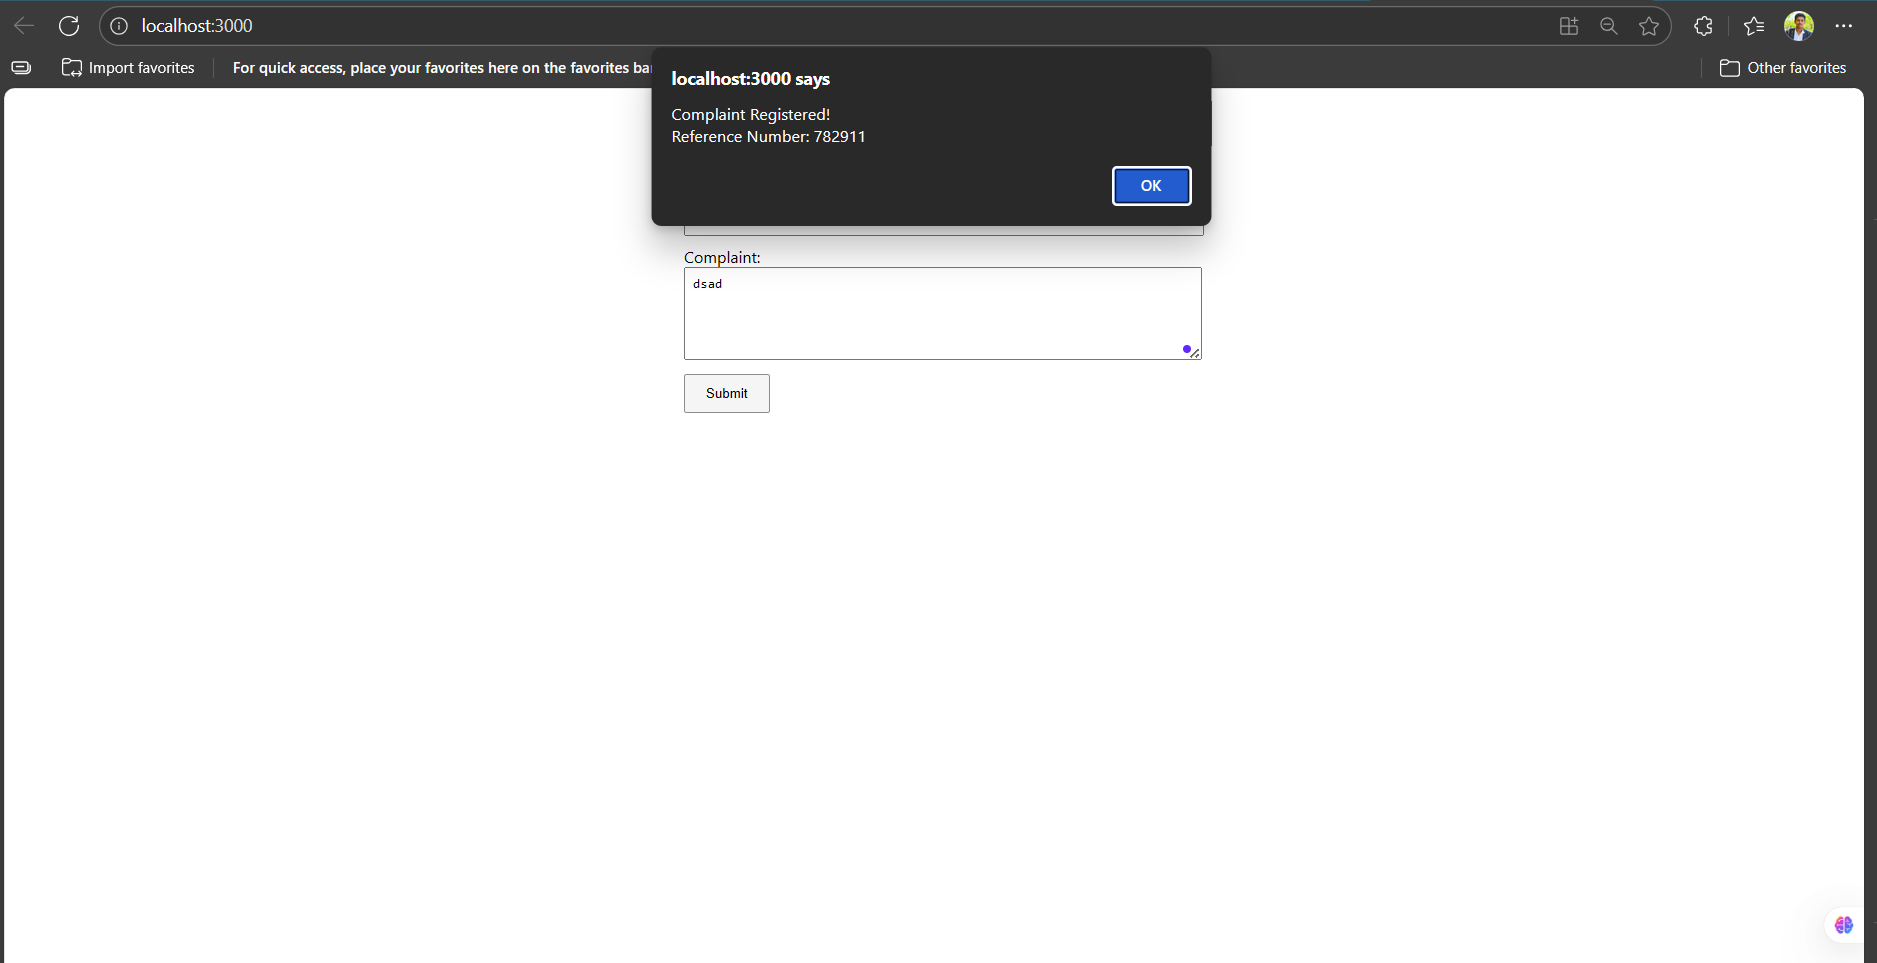 localhost:3000
Import favorites
For quick access, place your favorites here on the favorites ba
Other favorites
localhost:3000 says
Complaint Registered!
Reference Number: 782911
OK
Complaint:
dsad
Submit